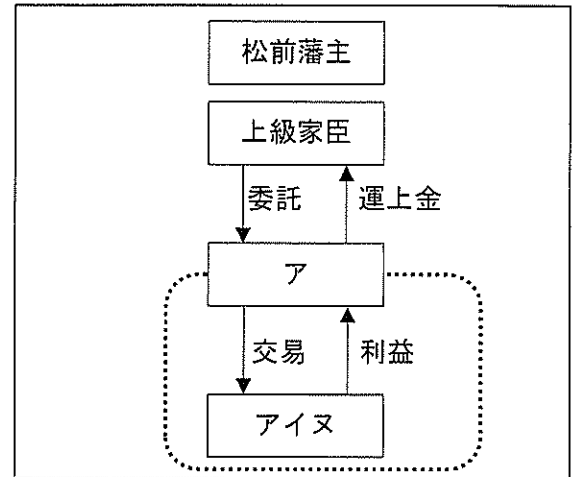 松前藩主
上級家臣
委託 運上金
ア
交易 利益
アイヌ